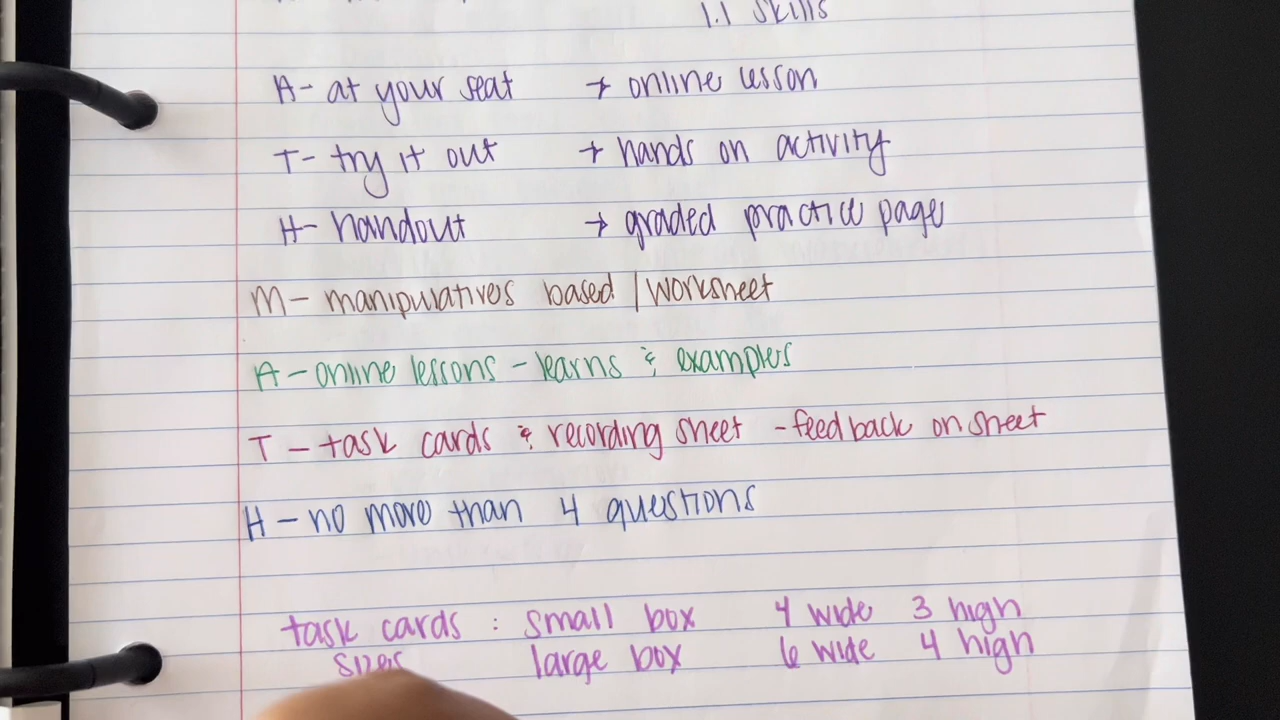 1.1 skills
A- at your seat → online lesson
T- try it out → hands on activity
H- handout → graded practice page
M- manipulatives based / worksheet
A- online lessons - learns & examples
T - task cards & recording sheet - feedback on sheet
H - no more than 4 questions
task cards : small box 4 wide 3 high
sizes large box 6 wide 4 high